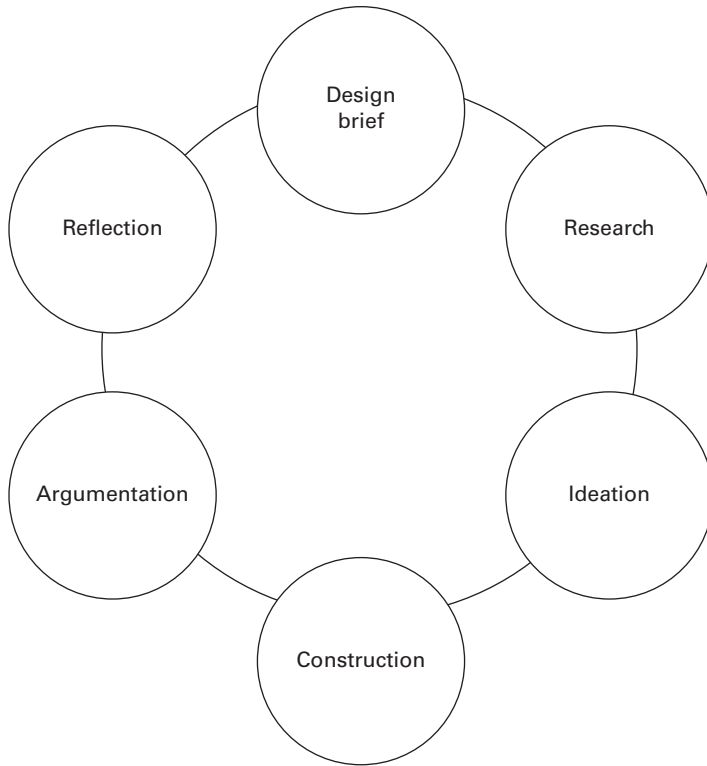 Design
brief
Research
Ideation
Construction
Argumentation
Reflection